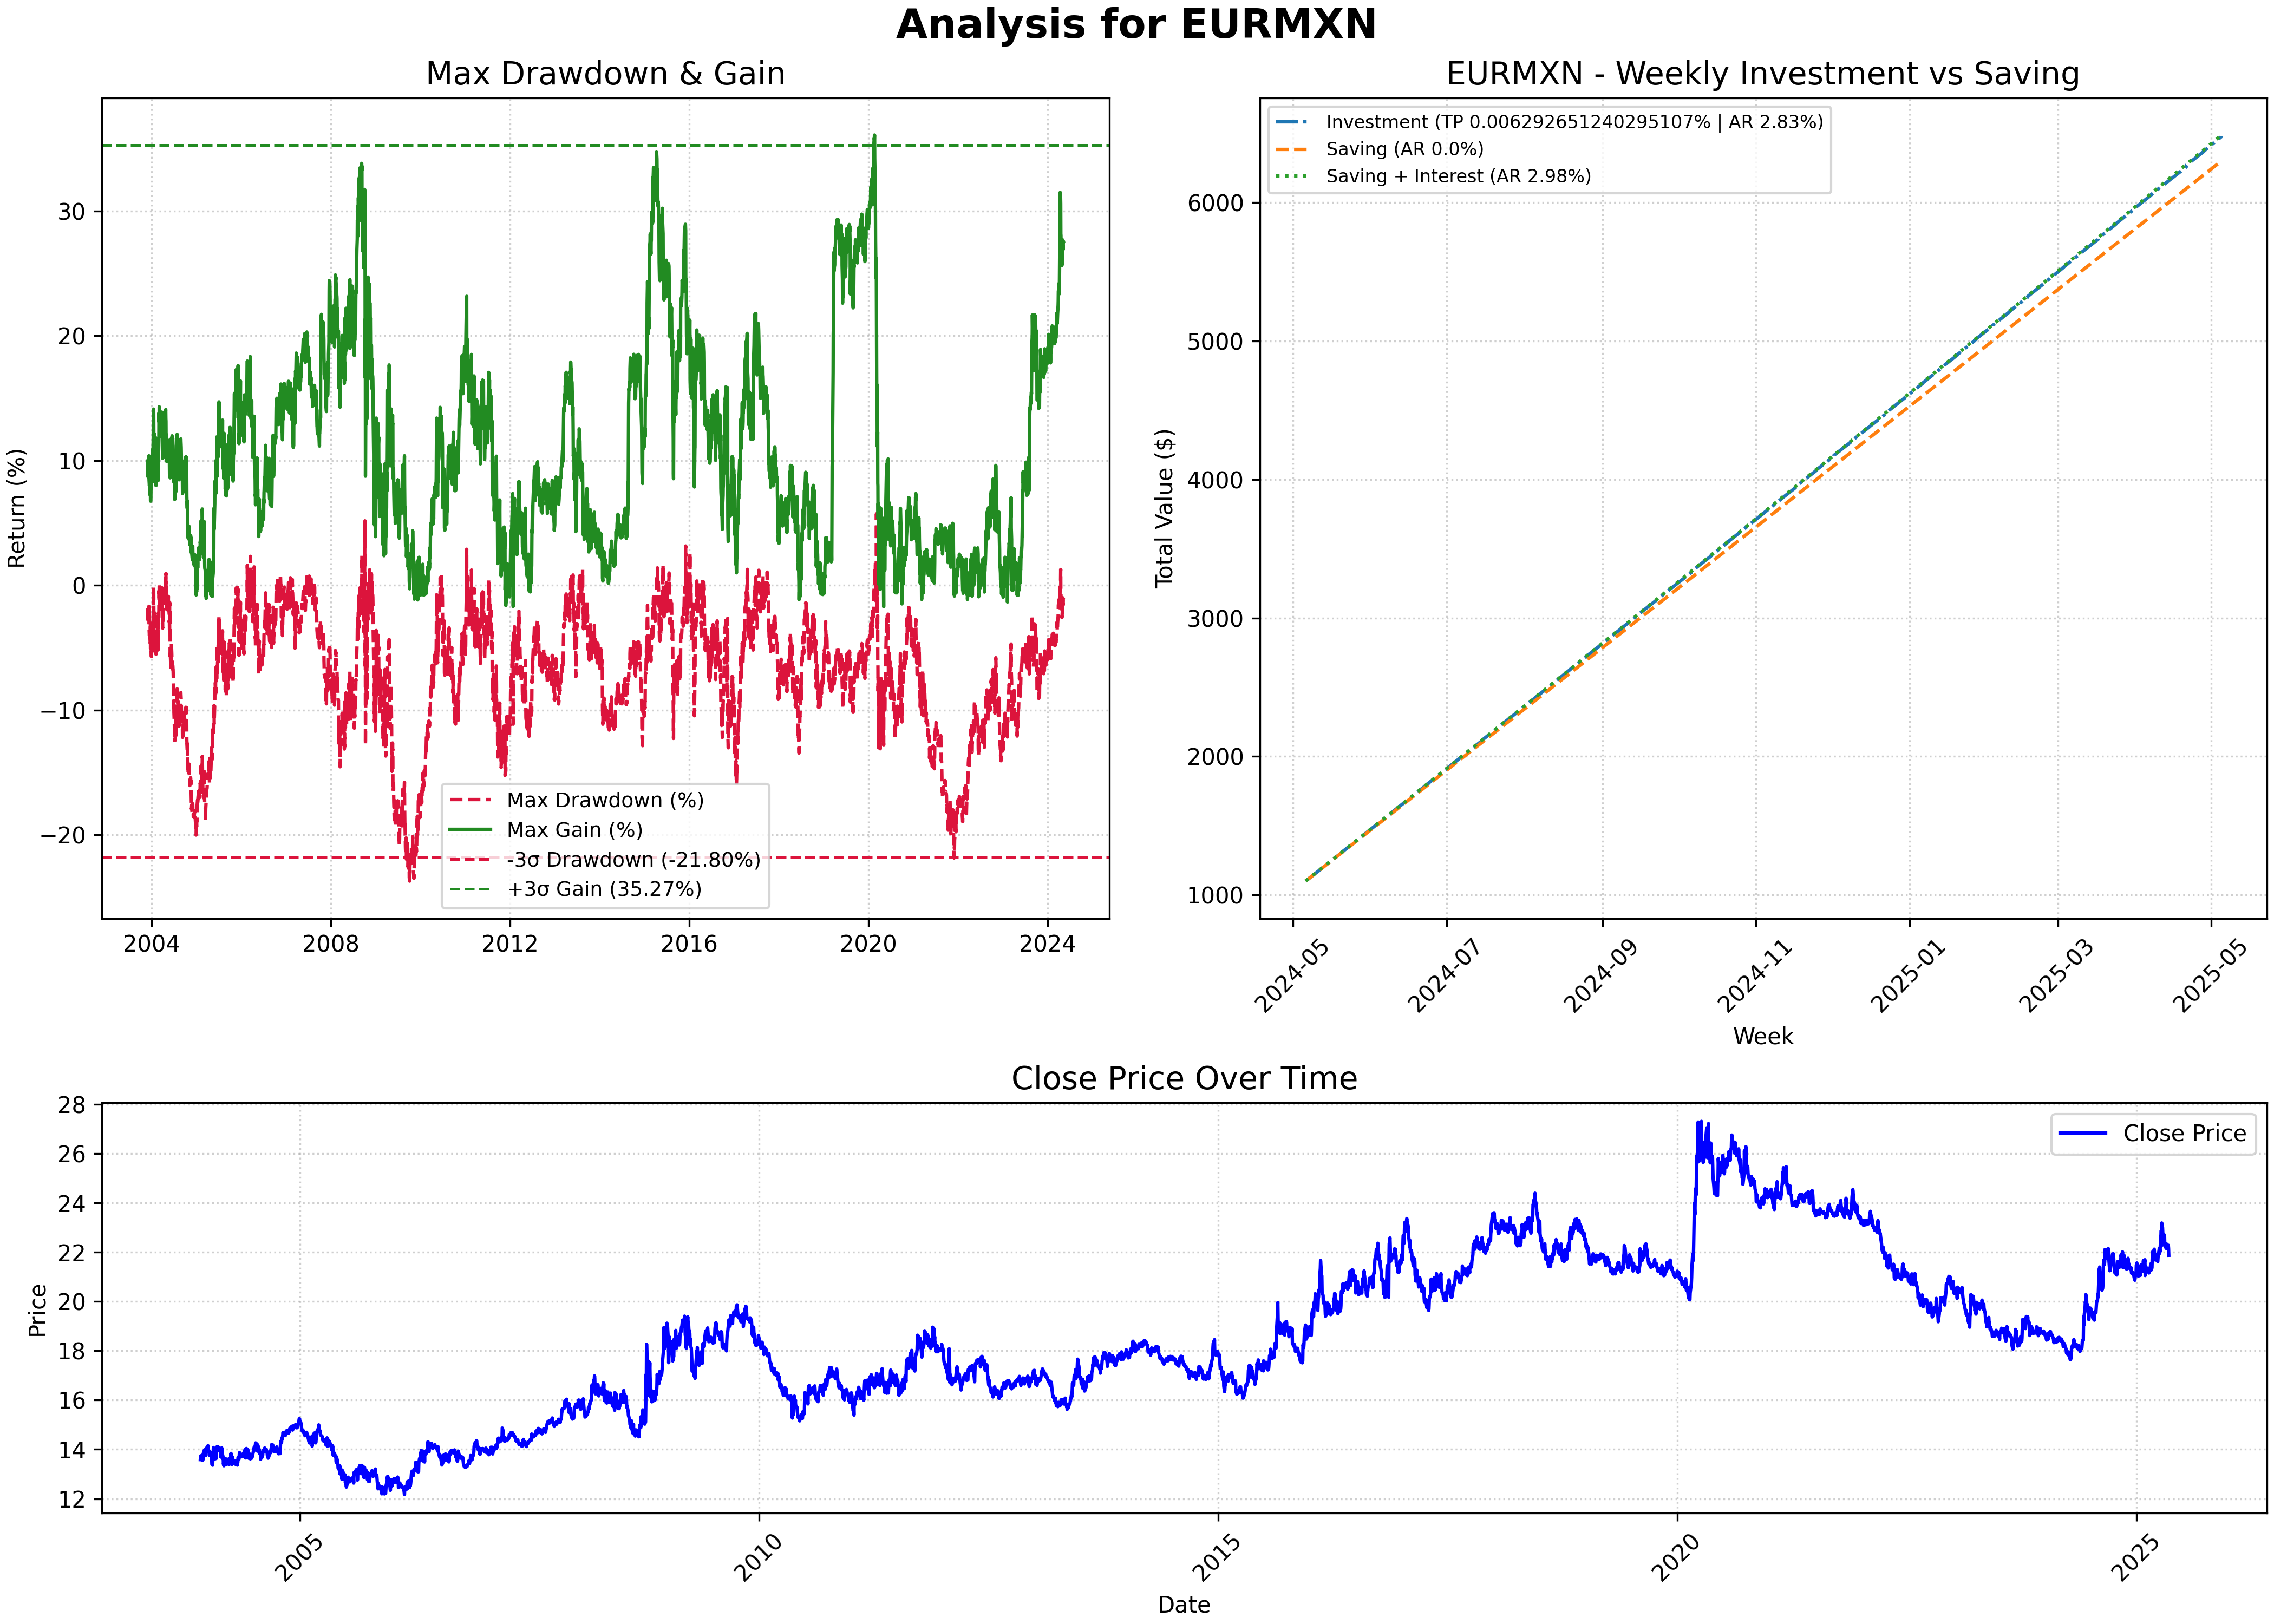 Analysis for EURMXN
Max Drawdown & Gain
Return (%)
30
20
10
0
−10
−20
2004
2008
2012
2016
2020
2024
Max Drawdown (%)
Max Gain (%)
-3σ Drawdown (-21.80%)
+3σ Gain (35.27%)
EURMXN - Weekly Investment vs Saving
Investment (TP 0.006292651240295107% | AR 2.83%)
Saving (AR 0.0%)
Saving + Interest (AR 2.98%)
Total Value ($)
6000
5000
4000
3000
2000
1000
2024-05
2024-07
2024-09
2024-11
2025-01
2025-03
2025-05
Week
Close Price Over Time
Close Price
Price
28
26
24
22
20
18
16
14
12
2005
2010
2015
2020
2025
Date